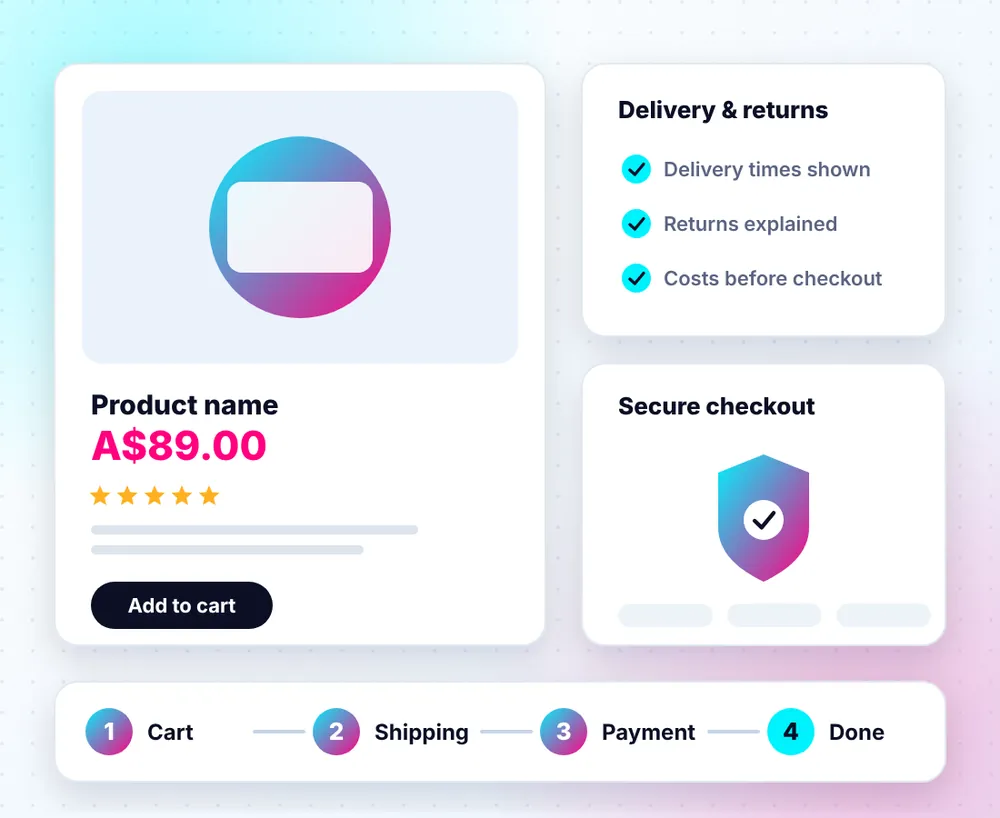 Product name
A$89.00
Add to cart
Delivery & returns
Delivery times shown
Returns explained
Costs before checkout
Secure checkout
1 Cart
2 Shipping
3 Payment
4 Done